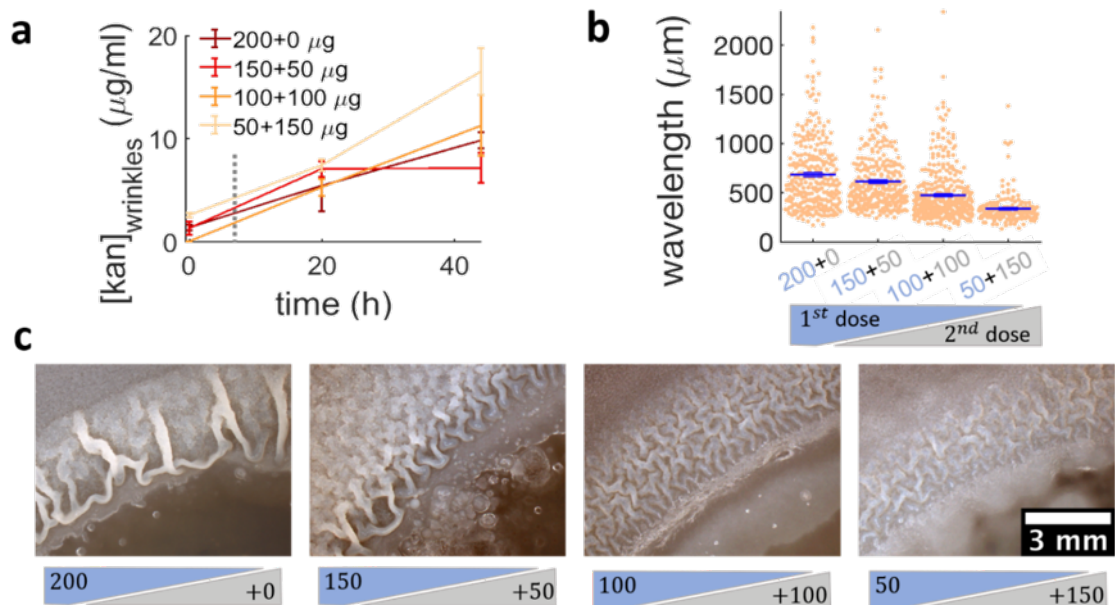 a
[kan]wrinkles (μg/ml)
20
10
0
200+0 μg
150+50 μg
100+100 μg
50+150 μg
0
20
40
time (h)
b
wavelength (μm)
2000
1500
1000
500
0
200+0
150+50
100+100
50+150
1st dose
2nd dose
c
3 mm
200
+0
150
+50
100
+100
50
+150